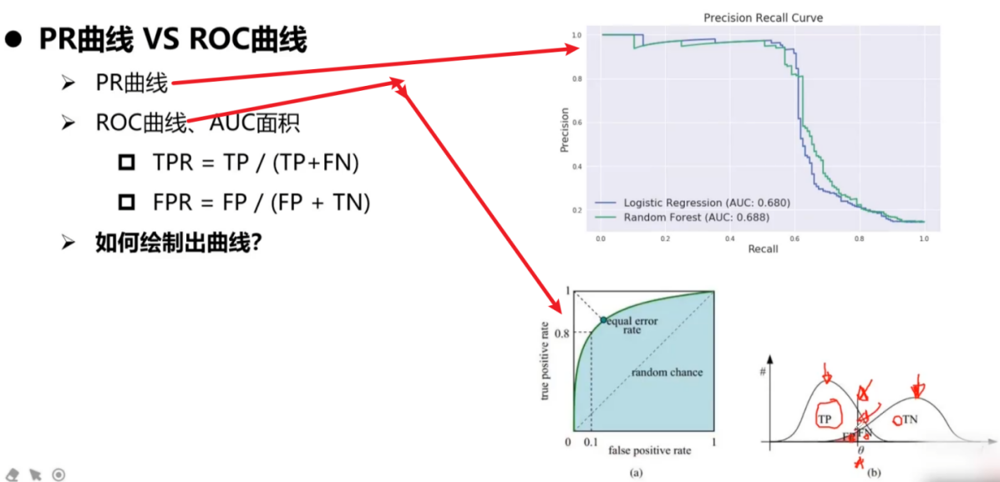 ● PR曲线 VS ROC曲线
➢ PR曲线
➢ ROC曲线、AUC面积
TPR = TP / (TP+FN)
FPR = FP / (FP + TN)
➢ 如何绘制出曲线?
Precision Recall Curve
1.0
0.8
0.6
0.4
0.2
Precision
Logistic Regression (AUC: 0.680)
Random Forest (AUC: 0.688)
0.0 0.2 0.4 0.6 0.8 1.0
Recall
1
0.8
true positive rate
equal error
rate
random chance
0 0.1 1
false positive rate
(a)
#
TP
TN
FP FN
θ
(b)